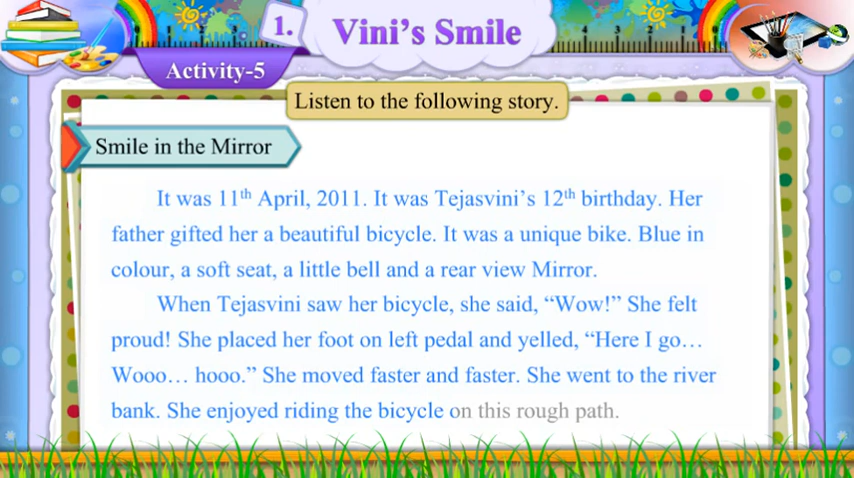 1.
Vini's Smile
Activity-5
Listen to the following story.
Smile in the Mirror
It was 11th April, 2011. It was Tejasvini's 12th birthday. Her
father gifted her a beautiful bicycle. It was a unique bike. Blue in
colour, a soft seat, a little bell and a rear view Mirror.
When Tejasvini saw her bicycle, she said, “Wow!” She felt
proud! She placed her foot on left pedal and yelled, “Here I go...
Wooo... hooo.” She moved faster and faster. She went to the river
bank. She enjoyed riding the bicycle on this rough path.